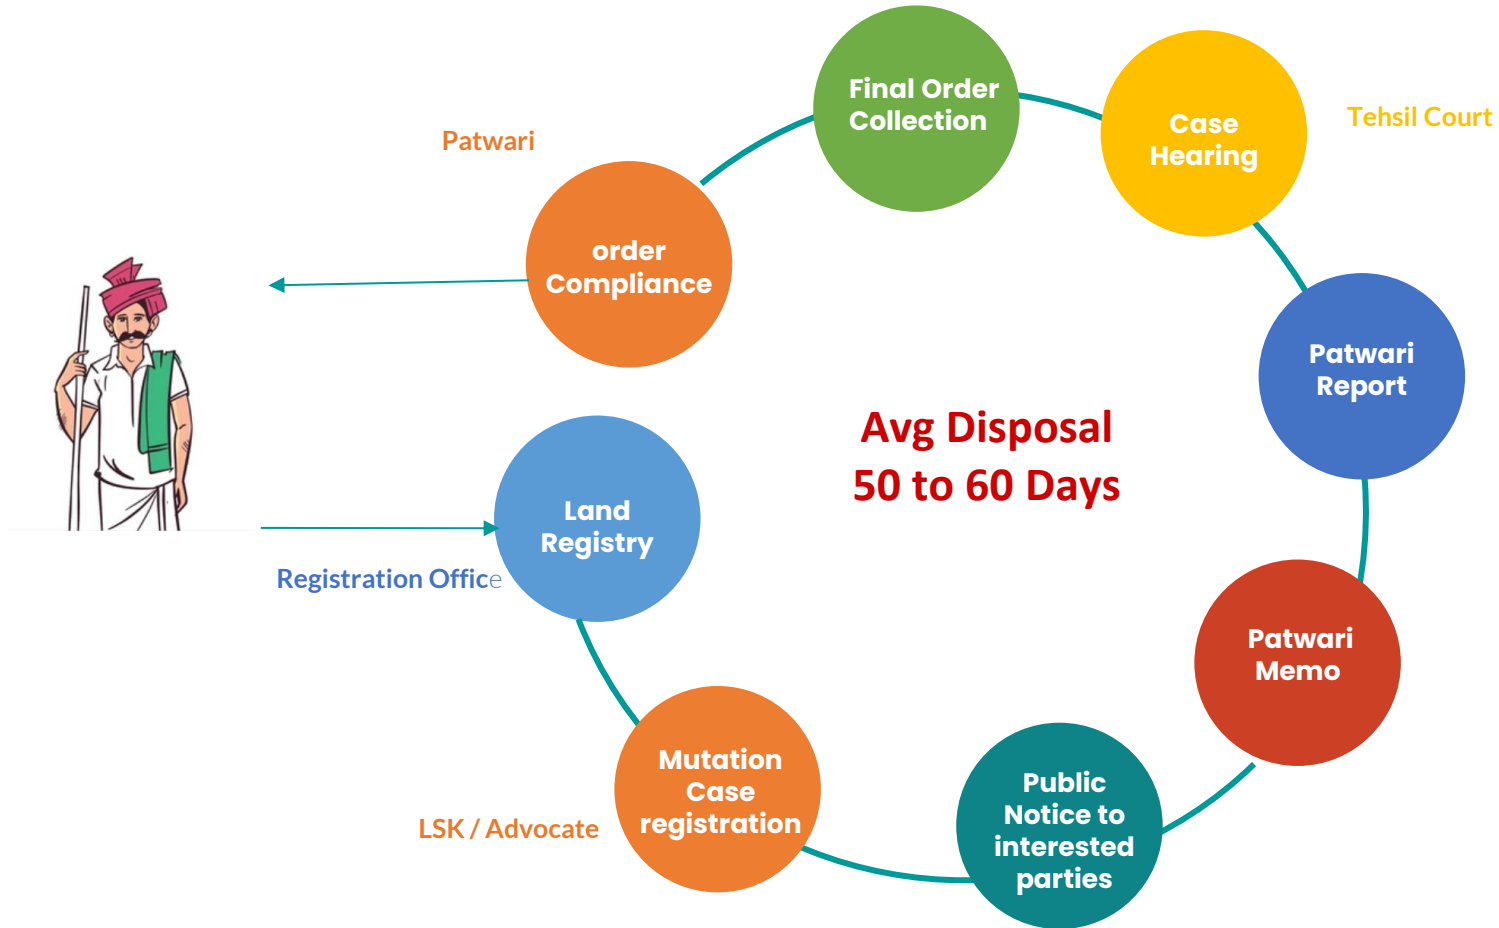 Final Order
Collection
Case
Hearing
Tehsil Court
Patwari
order
Compliance
Patwari
Report
Avg Disposal
50 to 60 Days
Land
Registry
Registration Office
Patwari
Memo
Mutation
Case
registration
LSK / Advocate
Public
Notice to
interested
parties